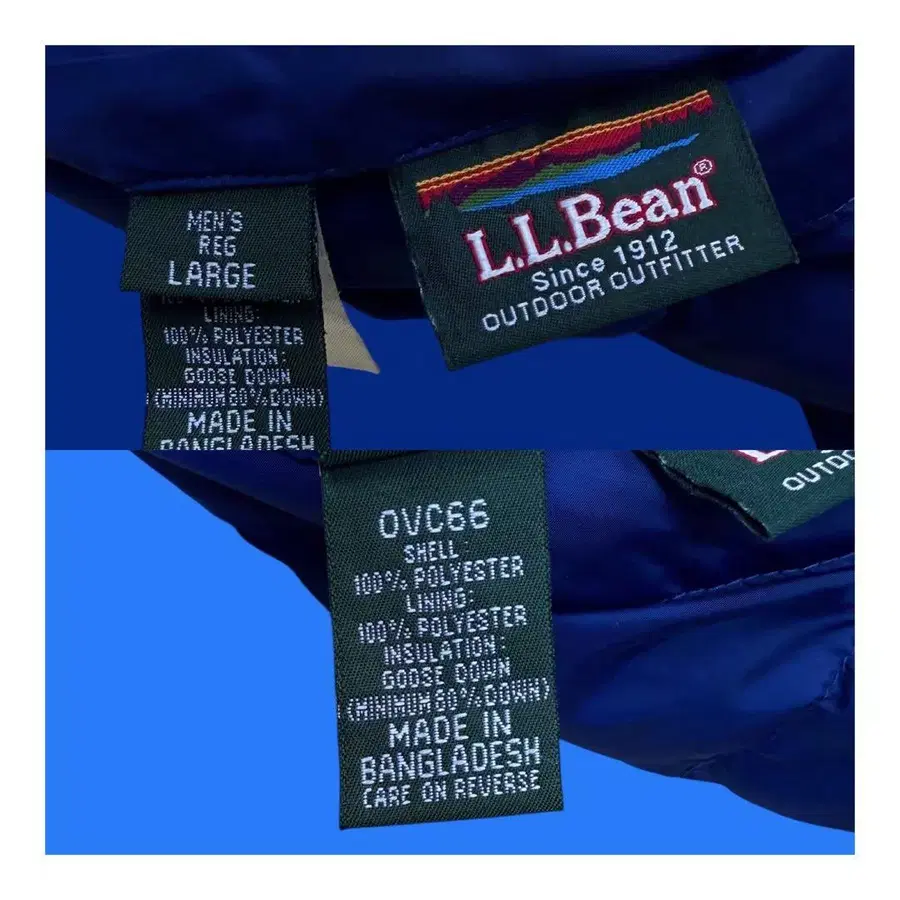 L.L.Bean®
Since 1912
OUTDOOR OUTFITTER
MEN'S
REG
LARGE
LINING:
100% POLYESTER
INSULATION:
GOOSE DOWN
(MINIMUM 80% DOWN)
MADE IN
BANGLADESH
OUTDO
OVC66
SHELL:
100% POLYESTER
LINING:
100% POLYESTER
INSULATION:
GOOSE DOWN
(MINIMUM 80% DOWN)
MADE IN
BANGLADESH
CARE ON REVERSE